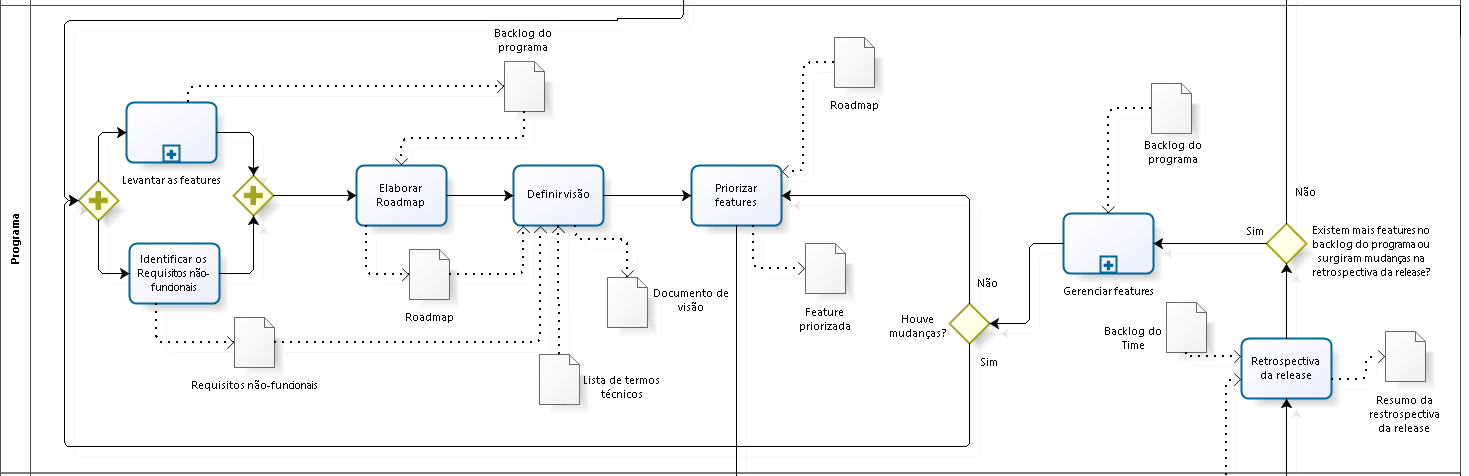 Programa
Backlog do
programa
Levantar as features
Identificar os
Requisitos não-
funcionais
Requisitos não-funcionais
Elaborar
Roadmap
Roadmap
Definir visão
Documento de
visão
Lista de termos
técnicos
Priorizar
features
Roadmap
Feature
priorizada
Houve
mudanças?
Não
Sim
Backlog do
programa
Gerenciar features
Sim
Não
Existem mais features no
backlog do programa ou
surgiram mudanças na
retrospectiva da release?
Backlog do
Time
Retrospectiva
da release
Resumo da
restrospectiva
da release